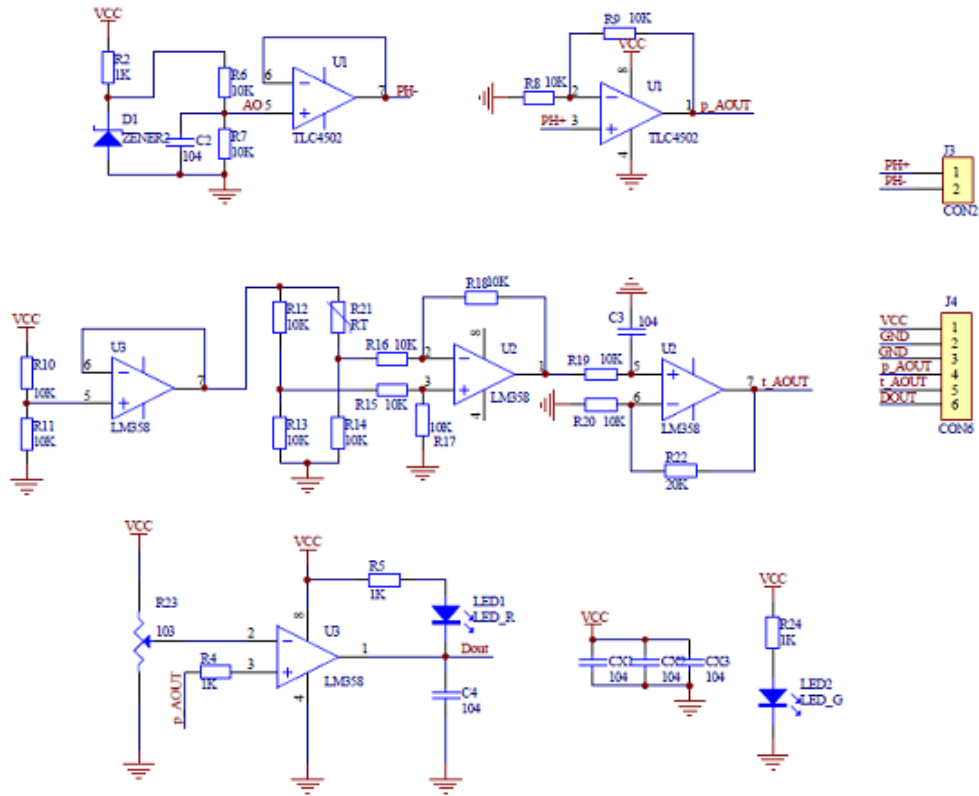 VCC
R2
1K
D1
ZENER2
C2
104
R6
10K
AO
R7
10K
6
5
7
U1
PH-
TLC4502
R9 10K
VCC
8
R8 10K
2
PH+ 3
U1
1 p_AOUT
TLC4502
4
J3
PH+ 1
PH- 2
CON2
VCC
R10
10K
R11
10K
6
5
U3
7
LM358
R12
10K
R21
RT
R13
10K
R14
10K
R16 10K
R15 10K
10K
R17
R18 10K
2
3
8
U2
1
LM358
4
C3
104
R19
10K
R20 10K
5
6
U2
7 t_AOUT
LM358
R22
20K
J4
VCC 1
GND 2
GND 3
p_AOUT 4
t_AOUT 5
DOUT 6
CON6
VCC
R23
103
R4
1K
p_AOUT
VCC
8
2
3
U3
1
LM358
4
R5
1K
LED1
LED_R
Dout
C4
104
VCC
CX1
104
104
CX3
104
VCC
R24
1K
LED2
LED_G